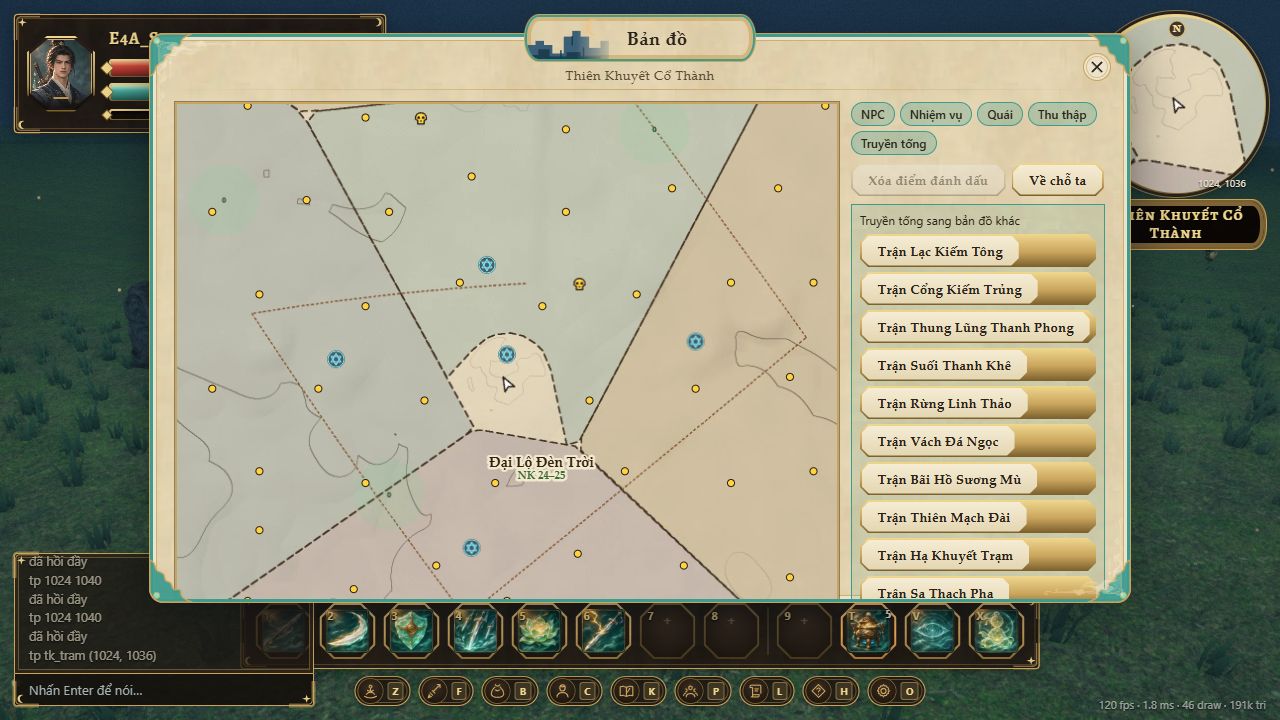 E4A_S
Bản đồ
Thiên Khuyết Cổ Thành
N
1024, 1036
KHUYẾT CỔ
THÀNH
NPC
Nhiệm vụ
Quái
Thu thập
Truyền tống
Xóa điểm đánh dấu
Về chỗ ta
Truyền tống sang bản đồ khác
Trận Lạc Kiếm Tông
Trận Cổng Kiếm Trủng
Trận Thung Lũng Thanh Phong
Trận Suối Thanh Khê
Trận Rừng Linh Thảo
Trận Vách Đá Ngọc
Trận Bãi Hồ Sương Mù
Trận Thiên Mạch Đài
Trận Hạ Khuyết Trạm
Trận Sa Thạch Pha
Đại Lộ Đèn Trời
NK 24–25
đã hồi đầy
tp 1024 1040
đã hồi đầy
tp 1024 1040
đã hồi đầy
tp tk_tram (1024, 1036)
Nhấn Enter để nói...
2 3 4 5 6 7 8 9 T 5 V X
Z F B C K P L H O
120 fps · 1.8 ms · 46 draw · 191k tri